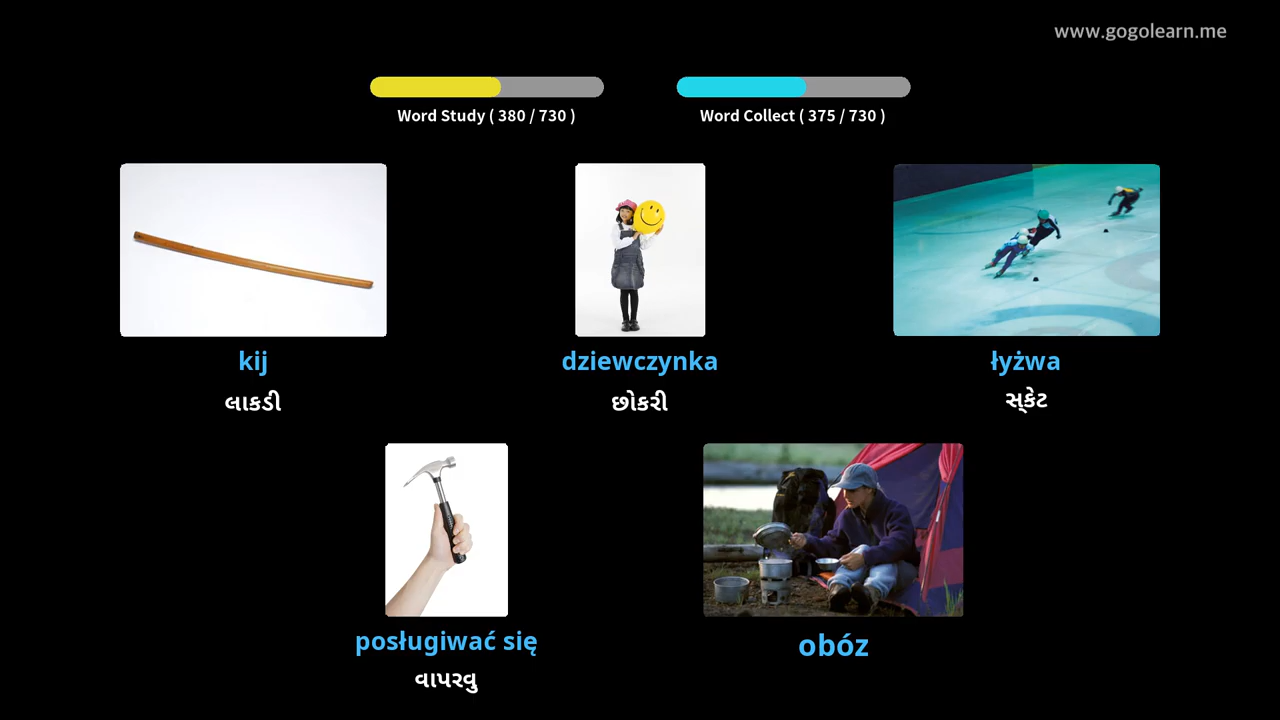 www.gogolearn.me
Word Study ( 380 / 730 )
Word Collect ( 375 / 730 )
kij
dziewczynka
łyżwa
લાકડી
છોકરી
સ્કેટ
posługiwać się
obóz
વાપરવુ